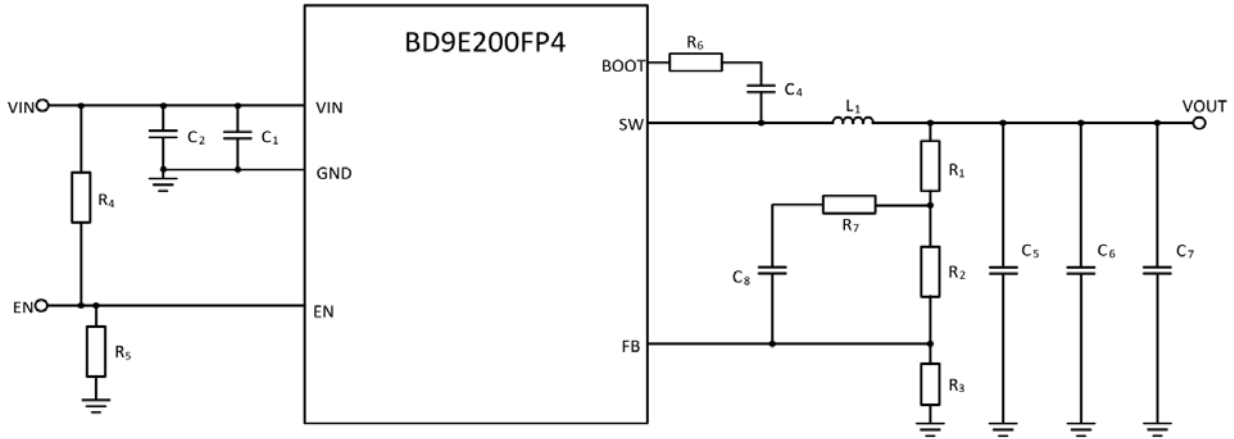 BD9E200FP4
BOOT
R₆
C₄
VIN
VIN
SW
L₁
VOUT
C₂
C₁
GND
R₁
R₄
R₇
C₈
R₂
C₅
C₆
C₇
EN
EN
R₅
FB
R₃